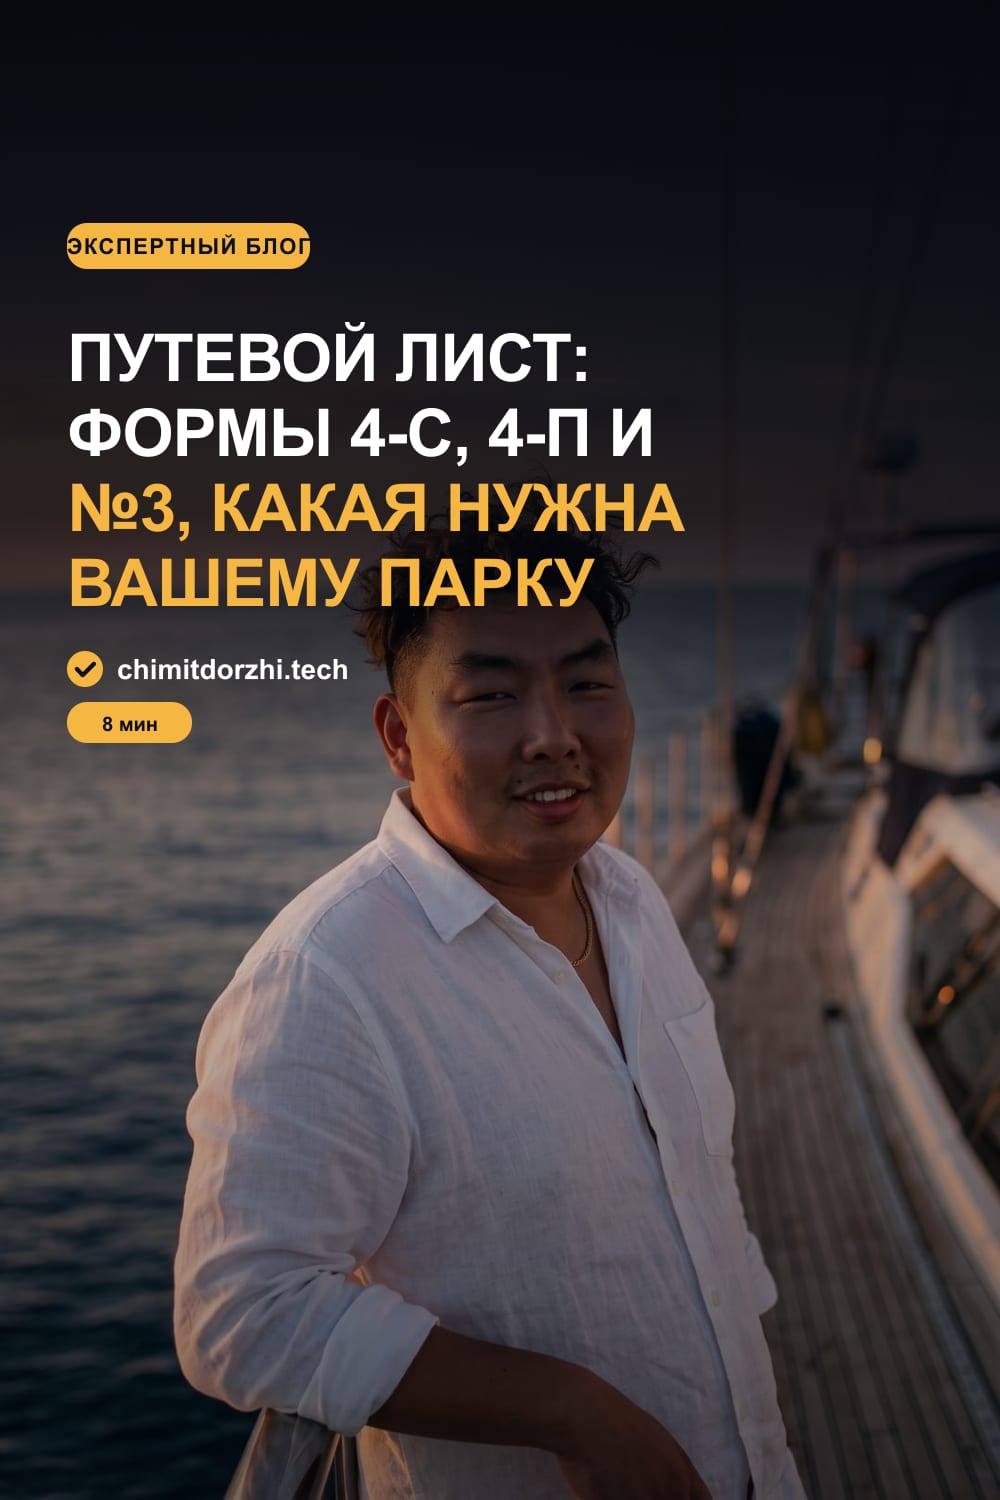 ЭКСПЕРТНЫЙ БЛОГ
ПУТЕВОЙ ЛИСТ:
ФОРМЫ 4-С, 4-П И
№3, КАКАЯ НУЖНА
ВАШЕМУ ПАРКУ
chimitdorzhi.tech
8 мин